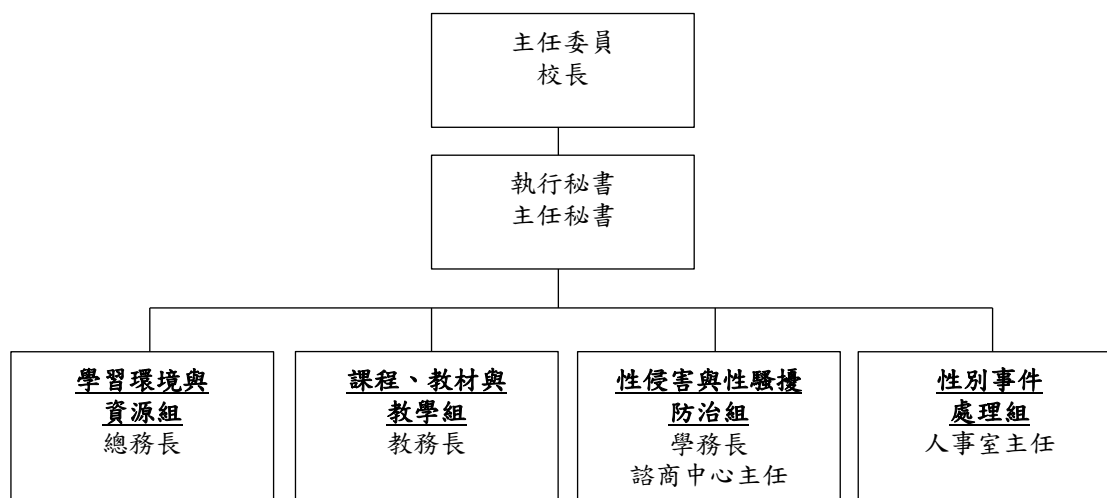 主任委員
校長
執行秘書
主任秘書
學習環境與
資源組
總務長
課程、教材與
教學組
教務長
性侵害與性騷擾
防治組
學務長
諮商中心主任
性別事件
處理組
人事室主任